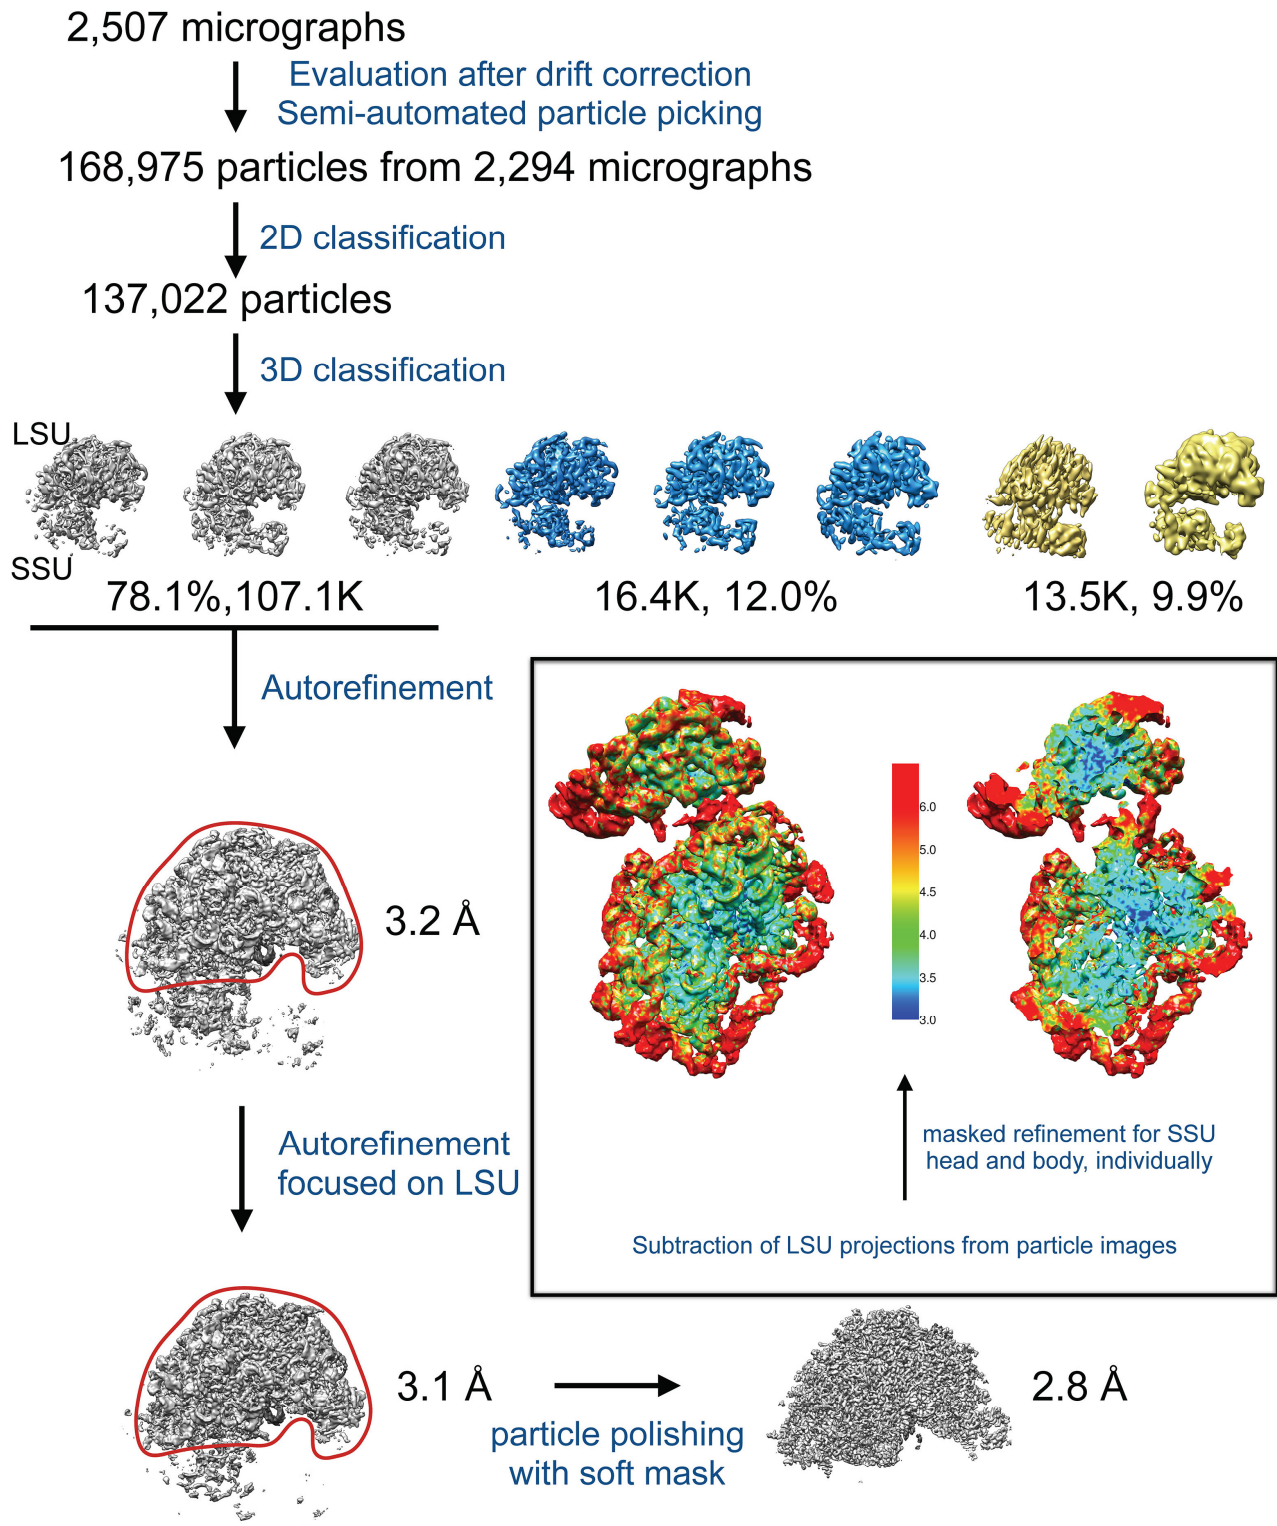 2,507 micrographs
Evaluation after drift correction
Semi-automated particle picking
168,975 particles from 2,294 micrographs
2D classification
137,022 particles
3D classification
LSU
SSU
78.1%,107.1K
16.4K, 12.0%
13.5K, 9.9%
Autorefinement
3.2 Å
Autorefinement
focused on LSU
6.0
5.0
4.5
4.0
3.5
3.0
masked refinement for SSU
head and body, individually
Subtraction of LSU projections from particle images
3.1 Å
particle polishing
with soft mask
2.8 Å